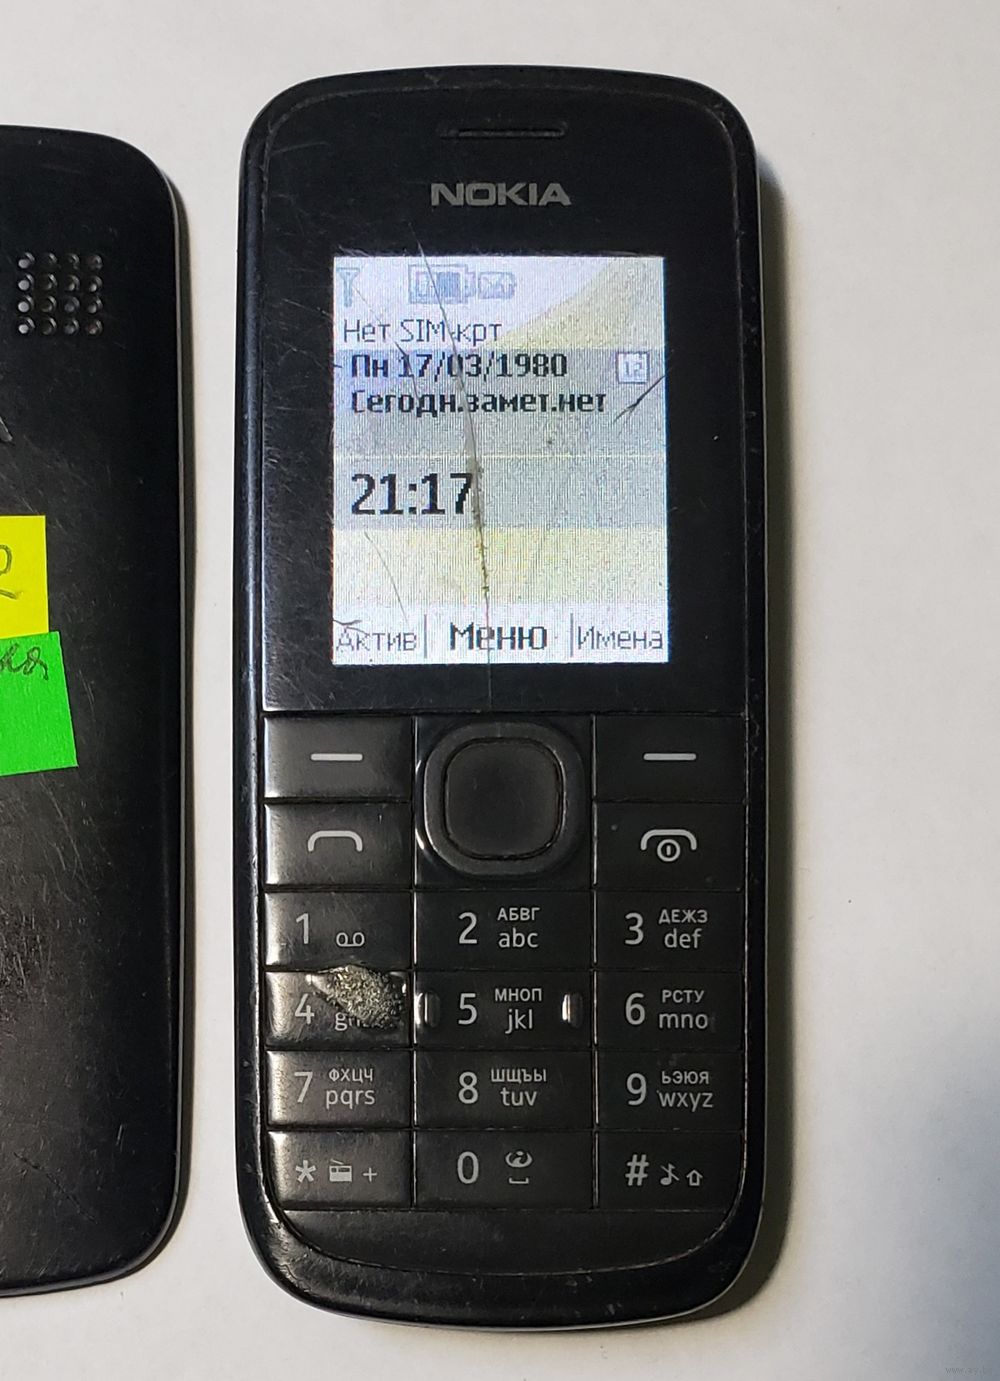 NOKIA
Нет SIM-крт
Пн 17/03/1980
12
Сегодн.замет.нет
21:17
Актив Меню Имена
1
2 АБВГ abc
3 ДЕЖЗ def
4
5 МНОП jkl
6 РСТУ mno
7 ФХЦЧ pqrs
8 ШЩЪЫ tuv
9 ЬЭЮЯ wxyz
* +
0
#